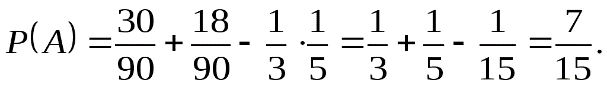 P(A) = 30/90 + 18/90 - 1/3 · 1/5 = 1/3 + 1/5 - 1/15 = 7/15.